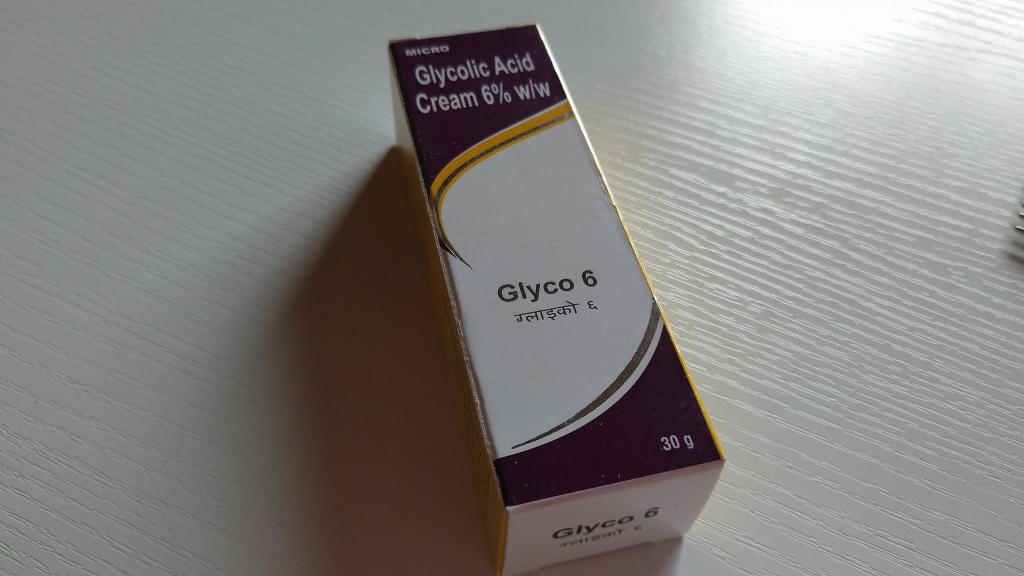 MICRO
Glycolic Acid
Cream 6% w/w
Glyco 6
ग्लाइको ६
30 g
Glyco 6
ग्लाइको ६